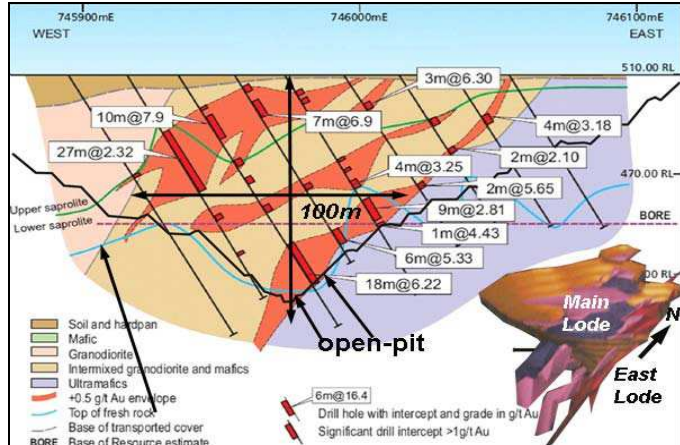 745900mE 746000mE 746100mE
WEST EAST
510.00 RL
3m@6.30
10m@7.9
7m@6.9
4m@3.18
27m@2.32
2m@2.10
4m@3.25
470.00 RL
2m@5.65
Upper saprolite
100m
9m@2.81
Lower saprolite
BORE
1m@4.43
6m@5.33
18m@6.22
00 RL
Main
Lode
N
open-pit
East
Lode
Soil and hardpan
Mafic
Granodiorite
Intermixed granodiorite and mafics
Ultramafics
+0.5 g/t Au envelope
Top of fresh rock
Base of transported cover
BORE Base of Resource estimate
6m@16.4
Drill hole with intercept and grade in g/t Au
Significant drill intercept >1g/t Au